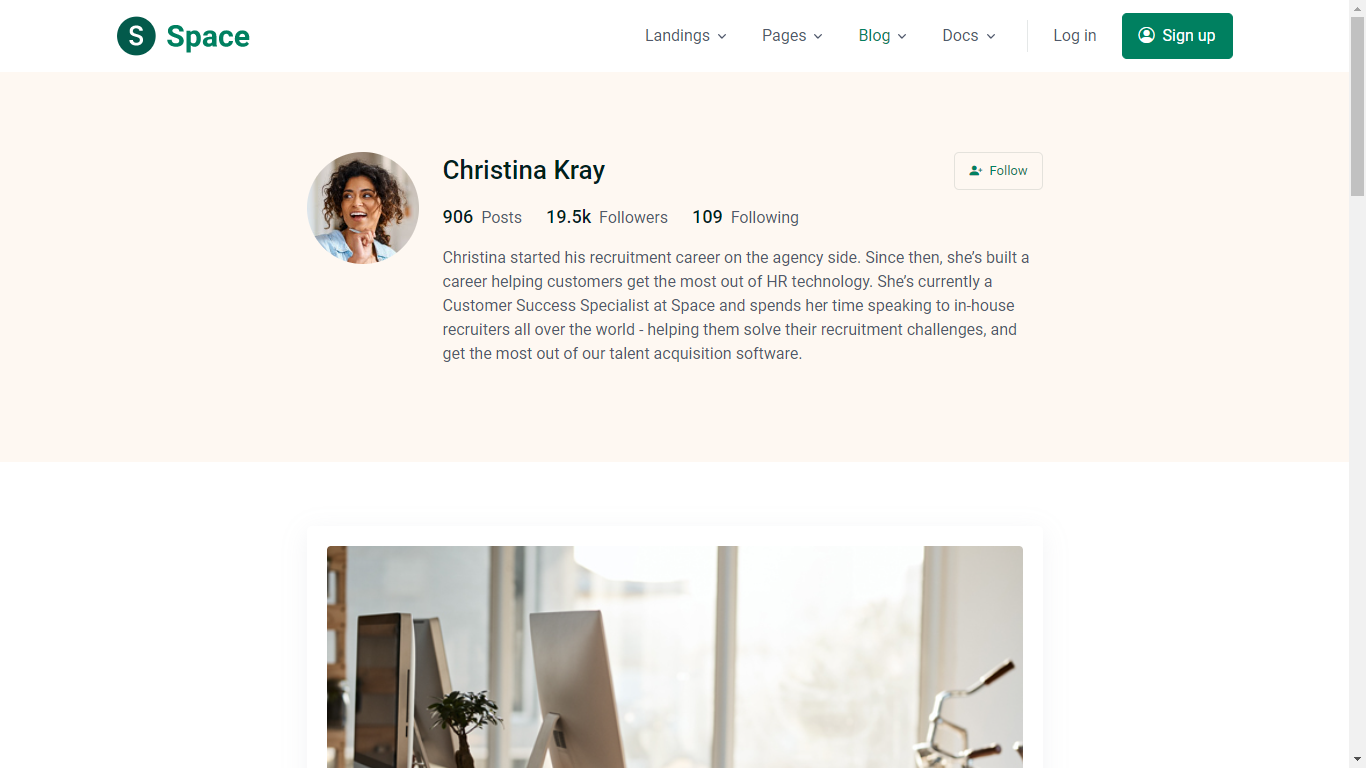 S Space
Landings Pages Blog Docs Log in Sign up
Christina Kray
Follow
906 Posts 19.5k Followers 109 Following
Christina started his recruitment career on the agency side. Since then, she’s built a
career helping customers get the most out of HR technology. She’s currently a
Customer Success Specialist at Space and spends her time speaking to in-house
recruiters all over the world - helping them solve their recruitment challenges, and
get the most out of our talent acquisition software.